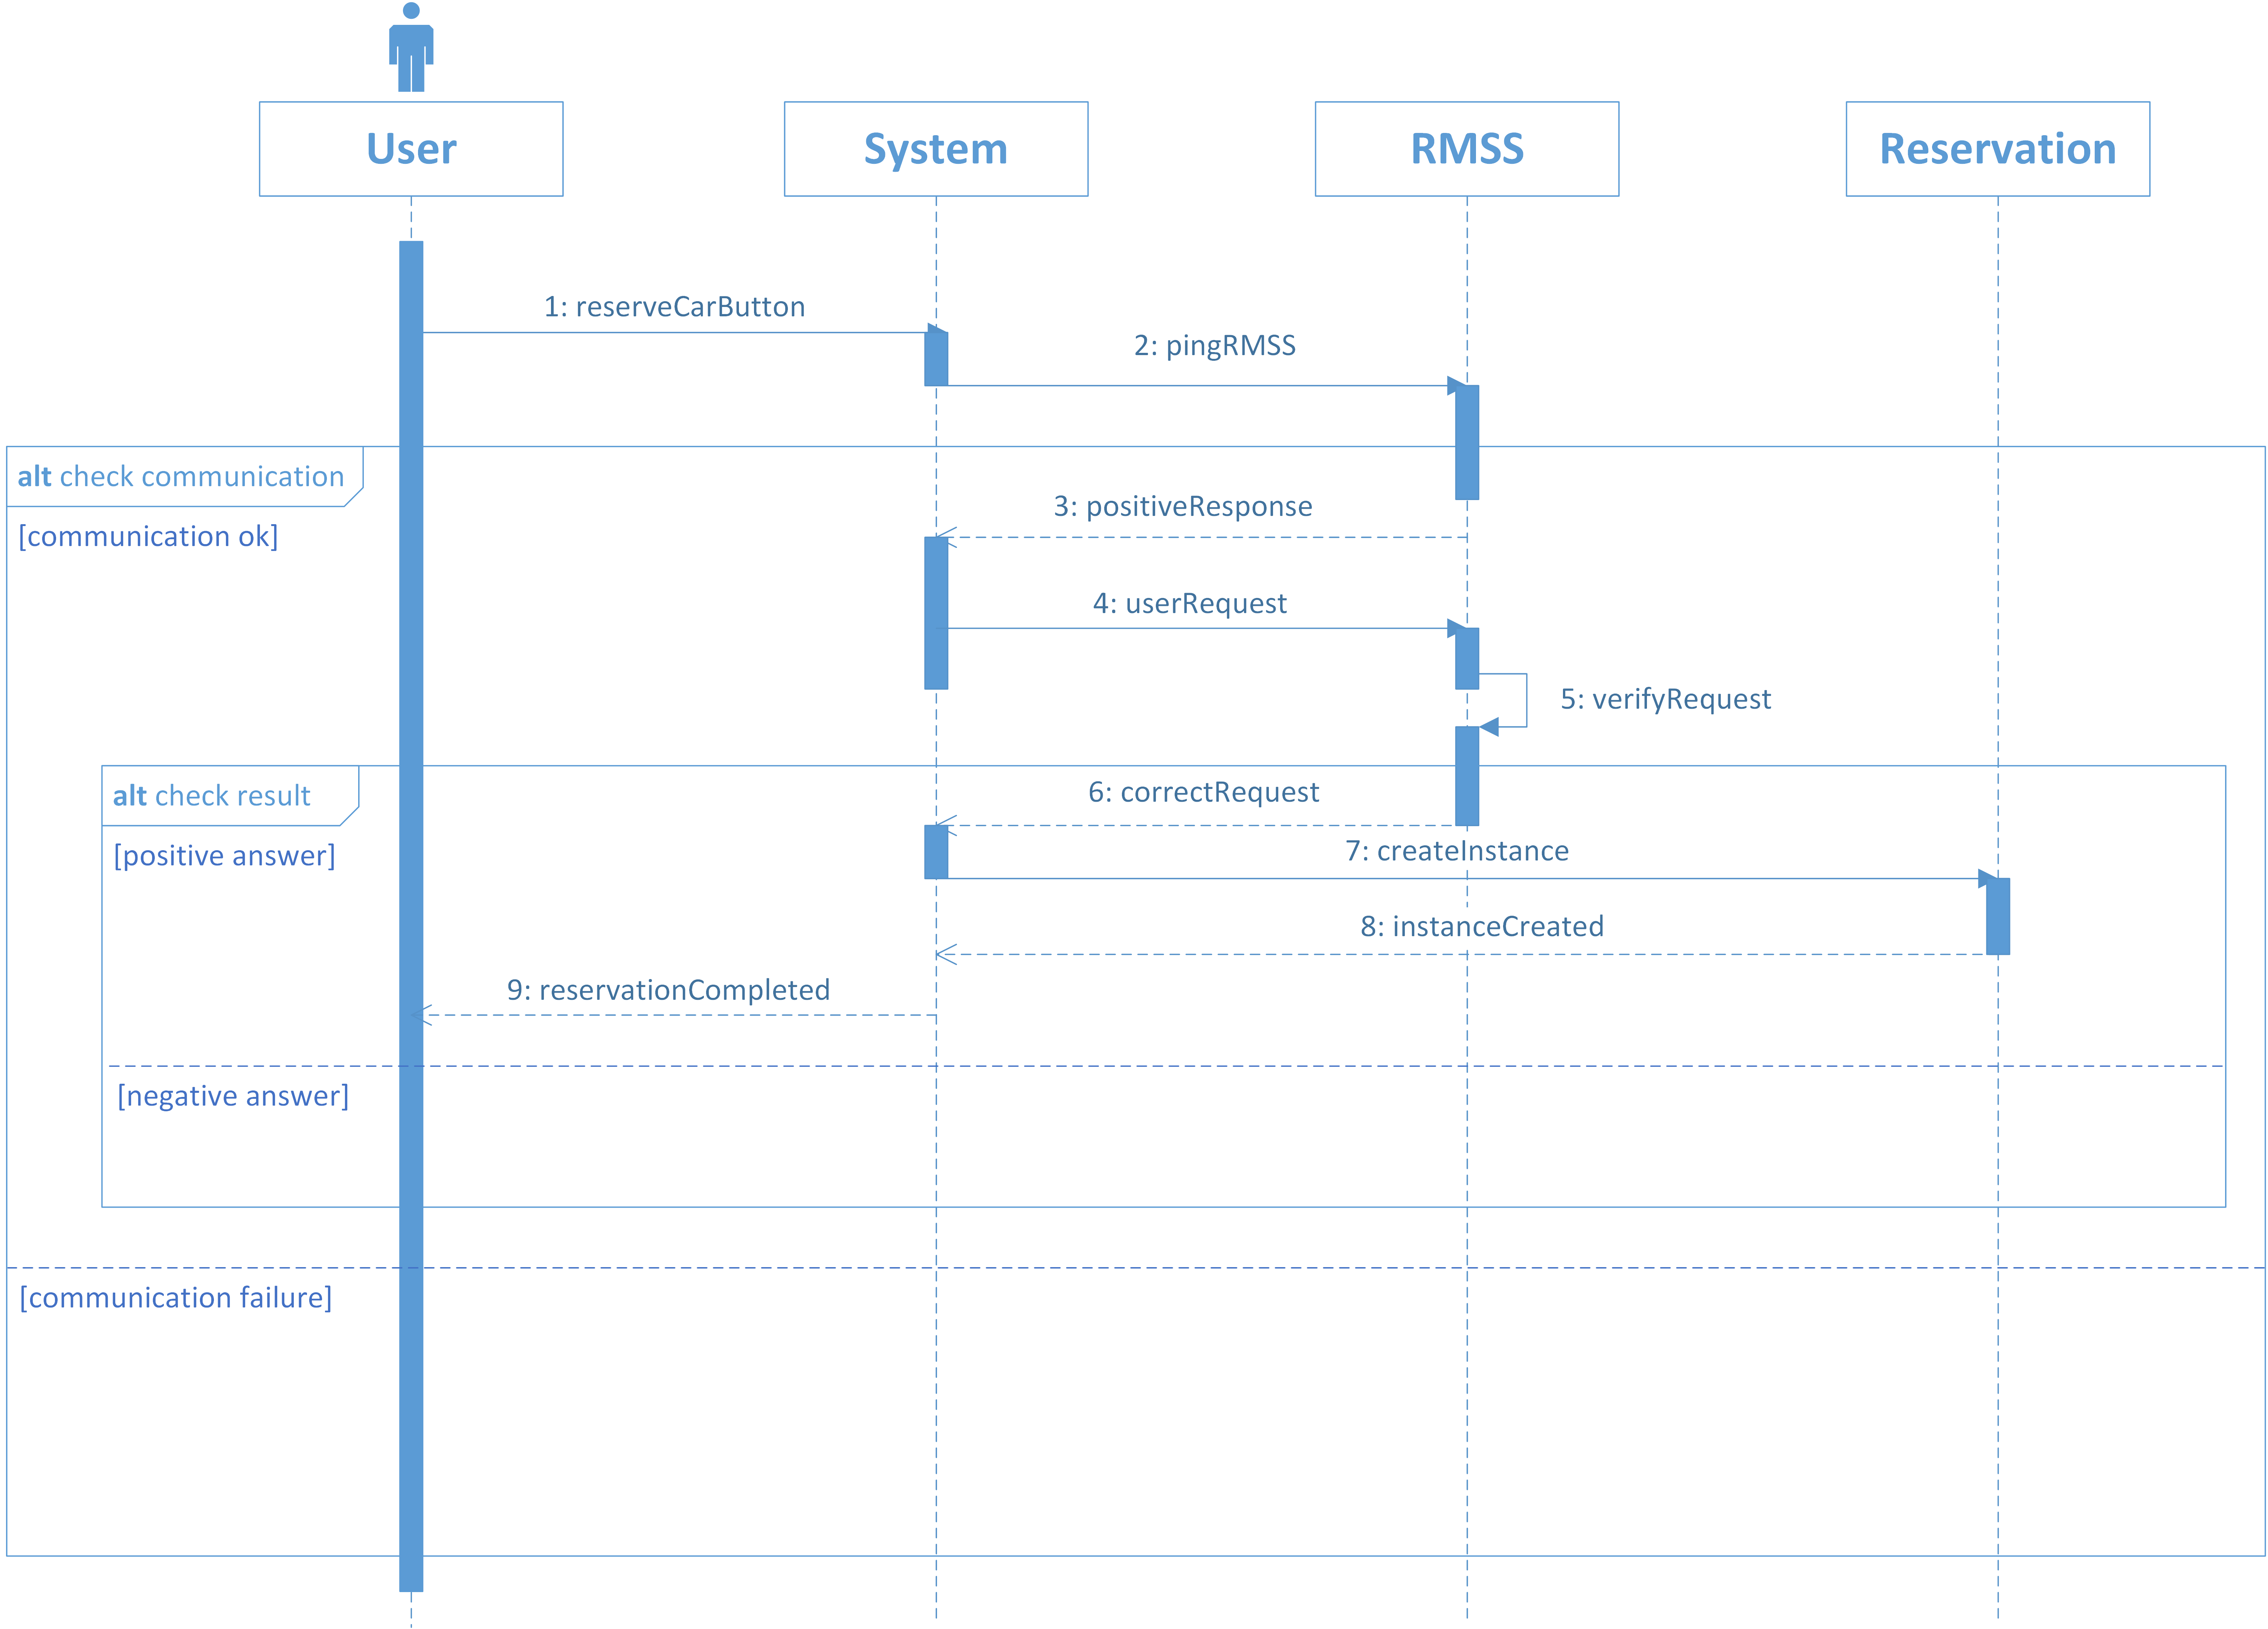 User
System
RMSS
Reservation
1: reserveCarButton
2: pingRMSS
alt check communication
3: positiveResponse
[communication ok]
4: userRequest
5: verifyRequest
alt check result
6: correctRequest
[positive answer]
7: createInstance
8: instanceCreated
9: reservationCompleted
[negative answer]
[communication failure]